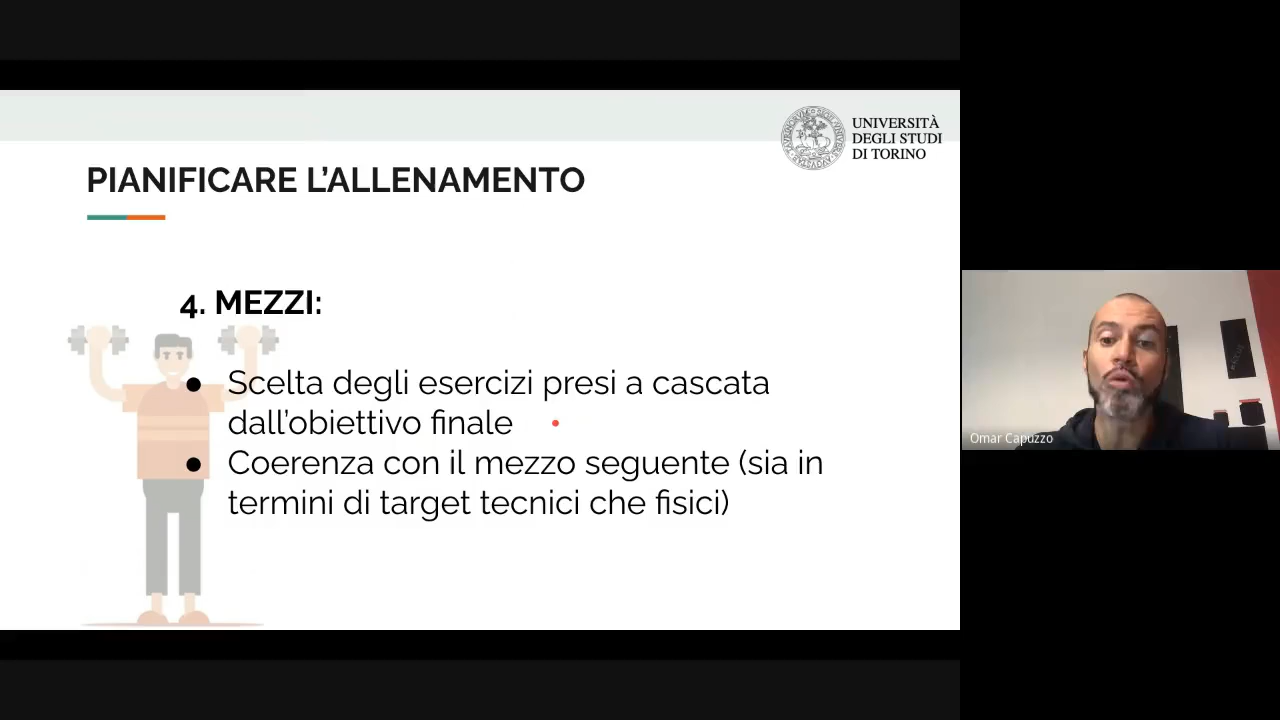 UNIVERSITÀ
DEGLI STUDI
DI TORINO
PIANIFICARE L’ALLENAMENTO
4. MEZZI:
● Scelta degli esercizi presi a cascata
dall’obiettivo finale
● Coerenza con il mezzo seguente (sia in
termini di target tecnici che fisici)
Omar Capuzzo